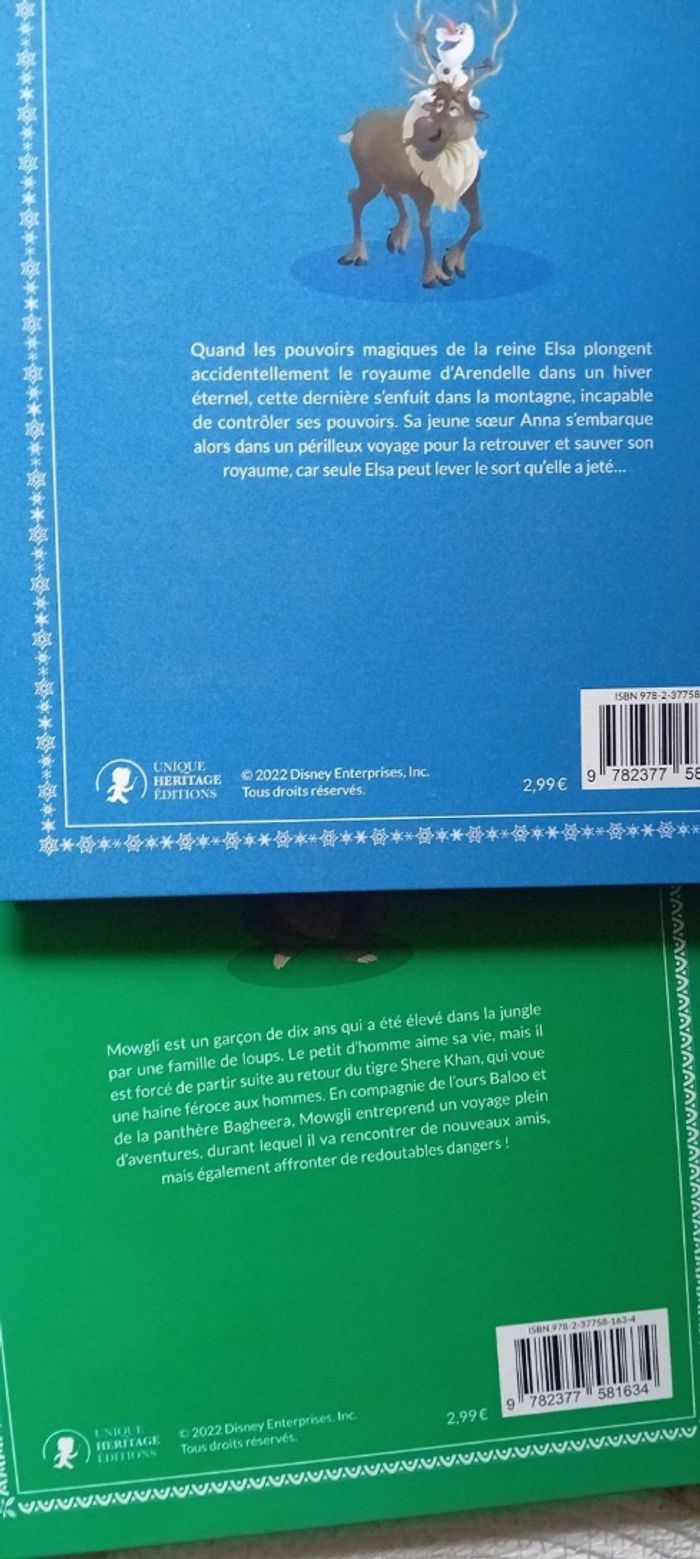 Quand les pouvoirs magiques de la reine Elsa plongent
accidentellement le royaume d'Arendelle dans un hiver
éternel, cette dernière s'enfuit dans la montagne, incapable
de contrôler ses pouvoirs. Sa jeune sœur Anna s'embarque
alors dans un périlleux voyage pour la retrouver et sauver son
royaume, car seule Elsa peut lever le sort qu'elle a jeté...
ISBN 978-2-37758
9 782377 58
UNIQUE
HERITAGE
ÉDITIONS
© 2022 Disney Enterprises, Inc.
Tous droits réservés.
2,99 €
Mowgli est un garçon de dix ans qui a été élevé dans la jungle
par une famille de loups. Le petit d'homme aime sa vie, mais il
est forcé de partir suite au retour du tigre Shere Khan, qui voue
une haine féroce aux hommes. En compagnie de l'ours Baloo et
de la panthère Bagheera, Mowgli entreprend un voyage plein
d'aventures, durant lequel il va rencontrer de nouveaux amis,
mais également affronter de redoutables dangers !
ISBN 978-2-37758-163-4
9 782377 581634
UNIQUE
HERITAGE
ÉDITIONS
© 2022 Disney Enterprises, Inc.
Tous droits réservés.
2,99 €